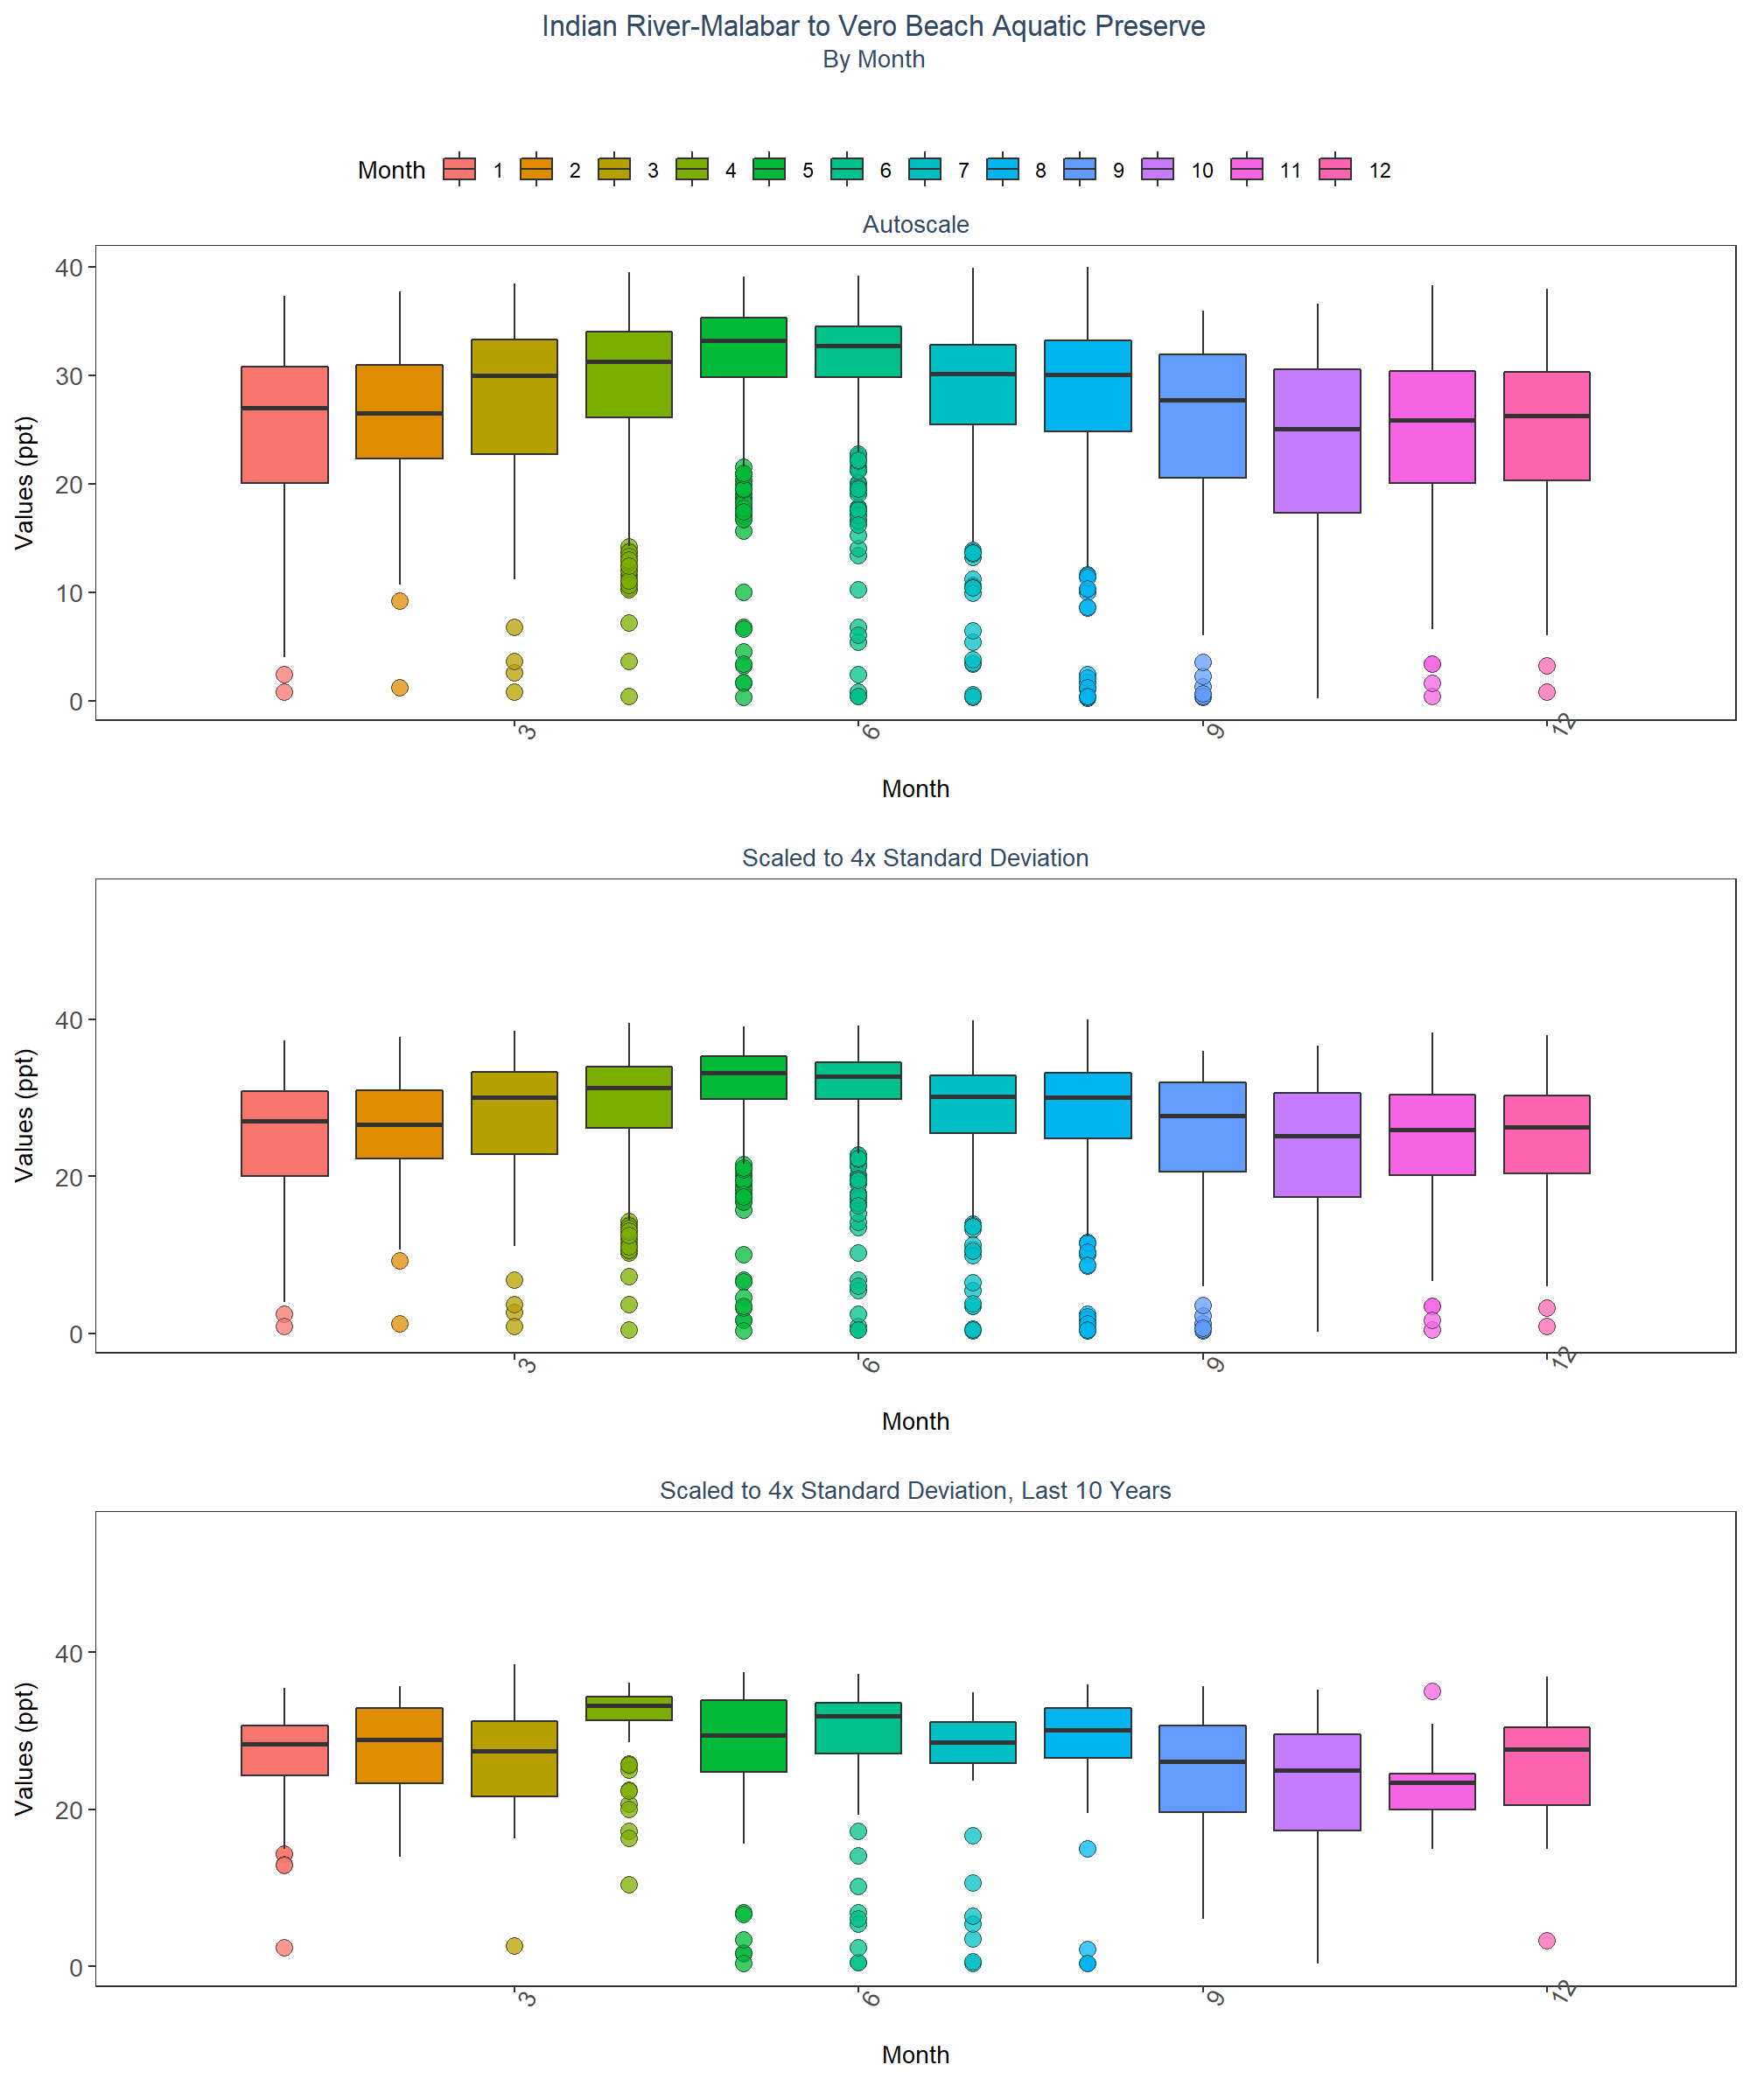 Indian River-Malabar to Vero Beach Aquatic Preserve
By Month
Month 1 2 3 4 5 6 7 8 9 10 11 12
Autoscale
Values (ppt)
40
30
20
10
0
3 6 9 12
Month
Scaled to 4x Standard Deviation
Values (ppt)
40
20
0
3 6 9 12
Month
Scaled to 4x Standard Deviation, Last 10 Years
Values (ppt)
40
20
0
3 6 9 12
Month